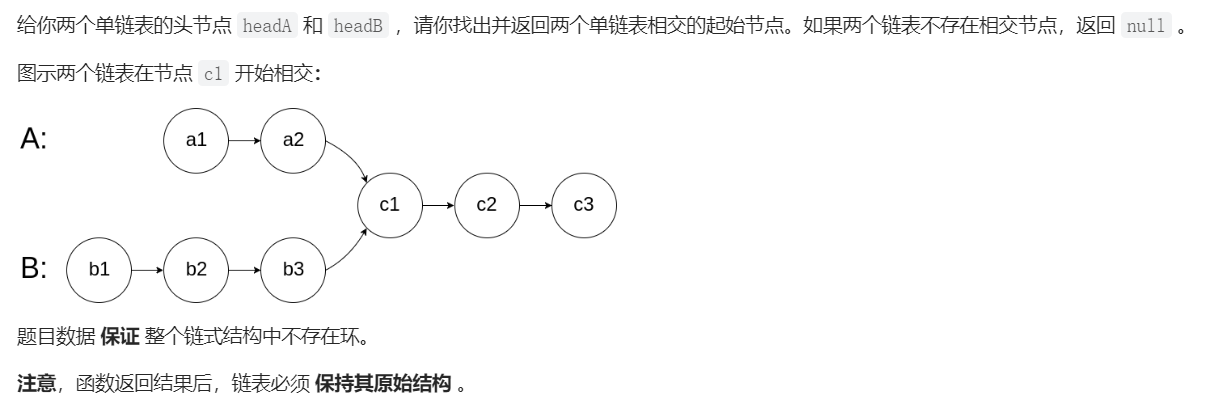 给你两个单链表的头节点 headA 和 headB ，请你找出并返回两个单链表相交的起始节点。如果两个链表不存在相交节点，返回 null 。
图示两个链表在节点 c1 开始相交：
A: a1 a2
c1 c2 c3
B: b1 b2 b3
题目数据 保证 整个链式结构中不存在环。
注意，函数返回结果后，链表必须 保持其原始结构 。